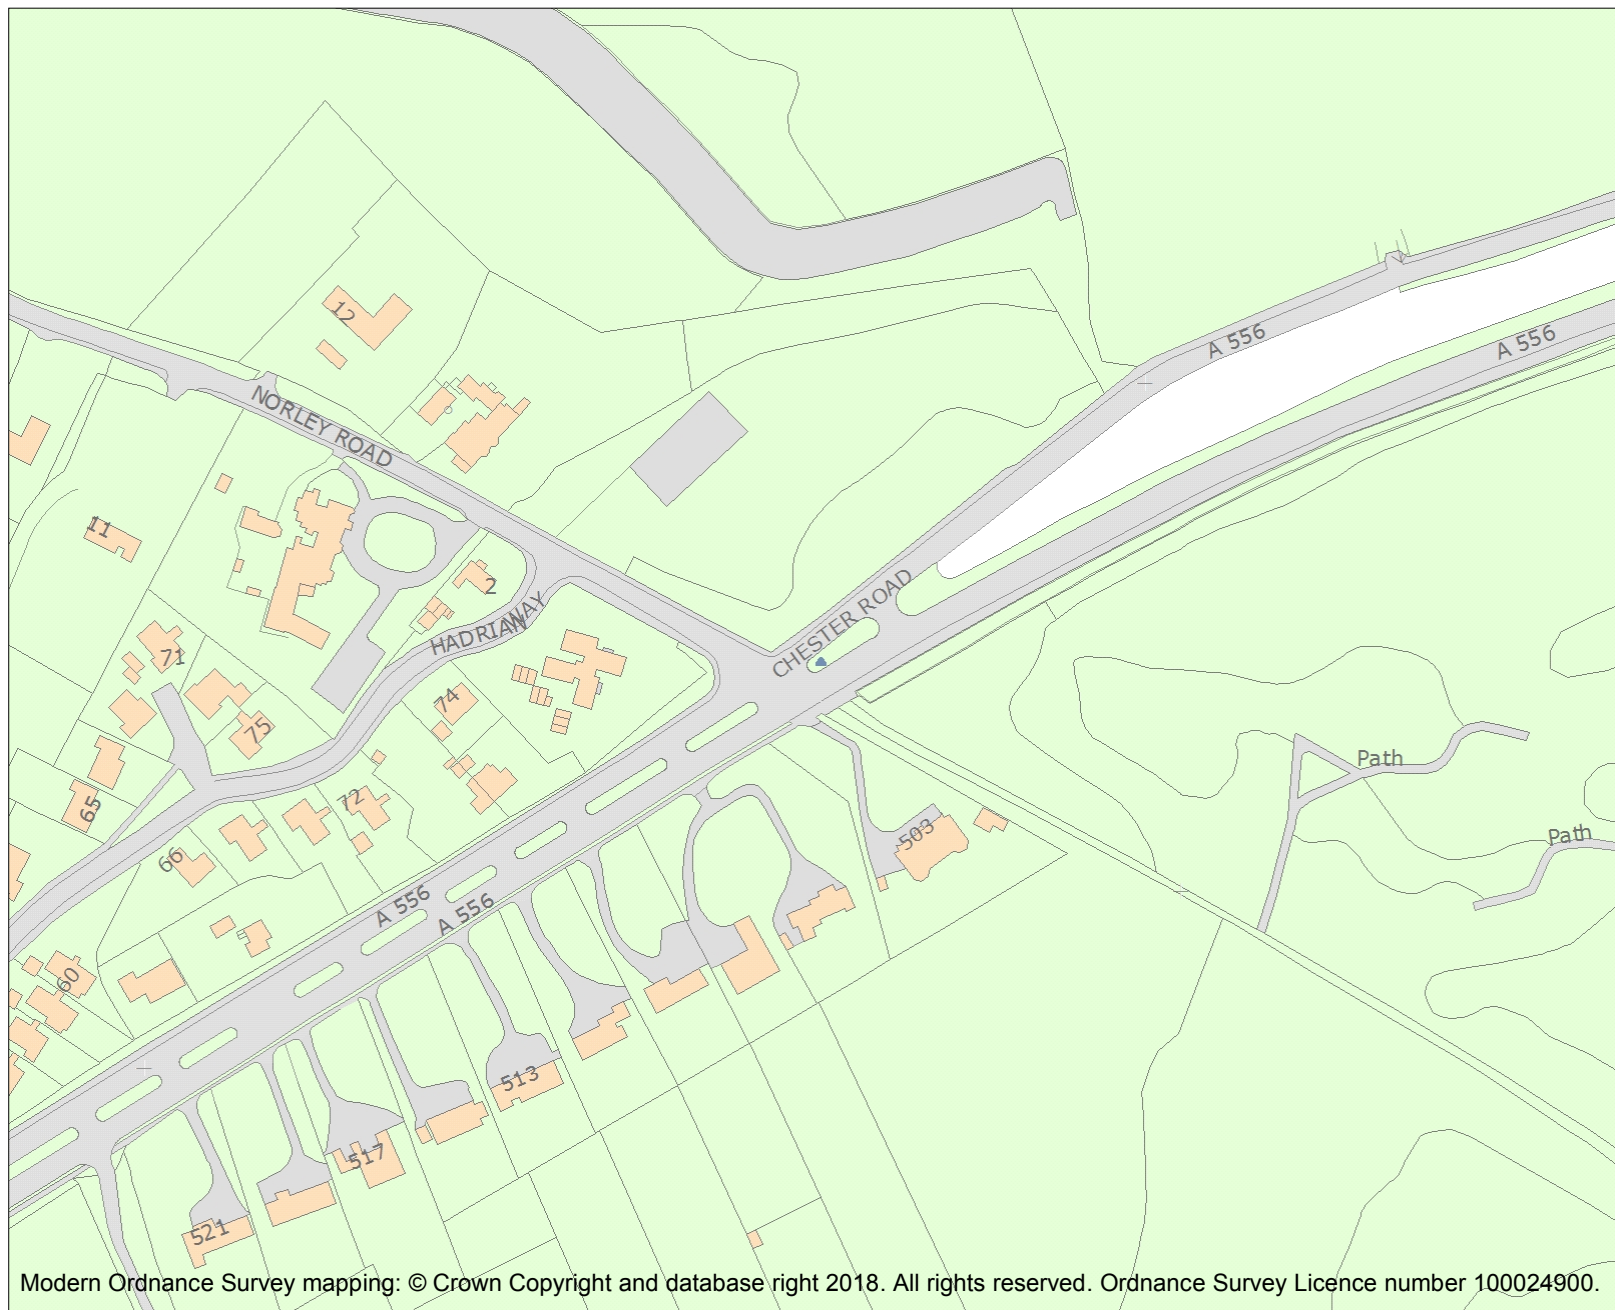 A 556
A 556
12
NORLEY ROAD
11
2
CHESTER ROAD
HADRIAN
WAY
71
74
75
Path
65
72
503
Path
66
A 556
A 556
60
513
517
521
Modern Ordnance Survey mapping: © Crown Copyright and database right 2018. All rights reserved. Ordnance Survey Licence number 100024900.